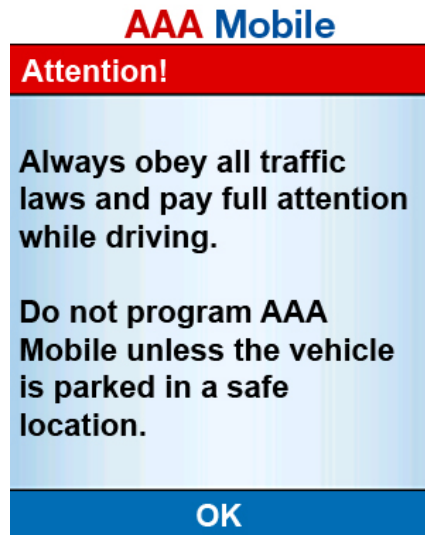 AAA Mobile
Attention!
Always obey all traffic
laws and pay full attention
while driving.
Do not program AAA
Mobile unless the vehicle
is parked in a safe
location.
OK